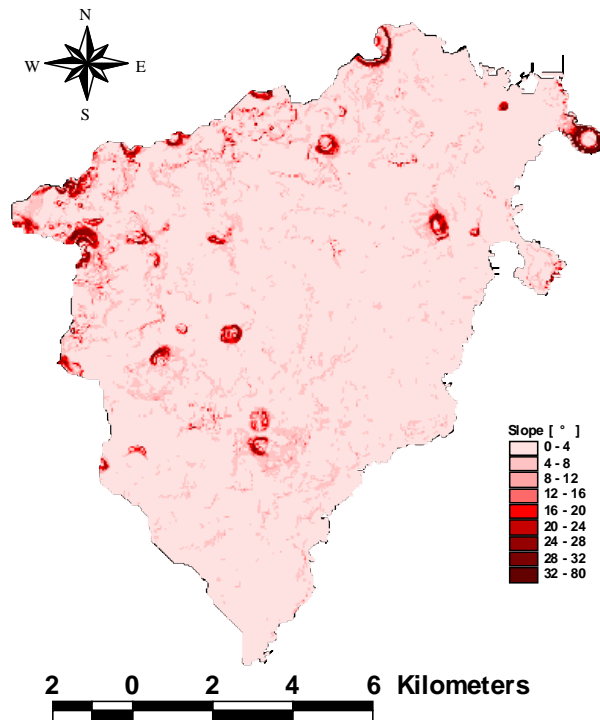 N
W E
S
Slope [ ° ]
0 - 4
4 - 8
8 - 12
12 - 16
16 - 20
20 - 24
24 - 28
28 - 32
32 - 80
2 0 2 4 6 Kilometers